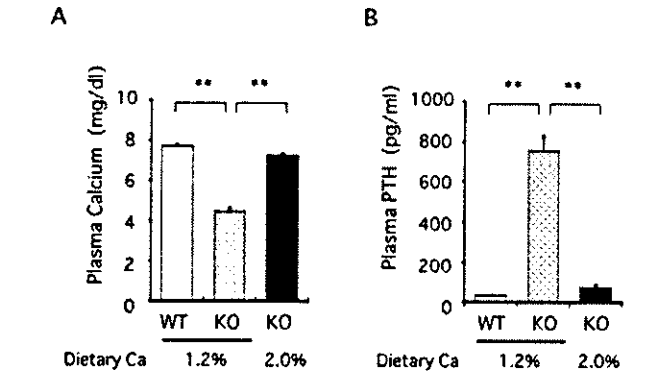 A
Plasma Calcium (mg/dl)
10
8
6
4
2
0
** **
WT KO KO
Dietary Ca 1.2% 2.0%
B
Plasma PTH (pg/ml)
1000
800
600
400
200
0
** **
WT KO KO
Dietary Ca 1.2% 2.0%